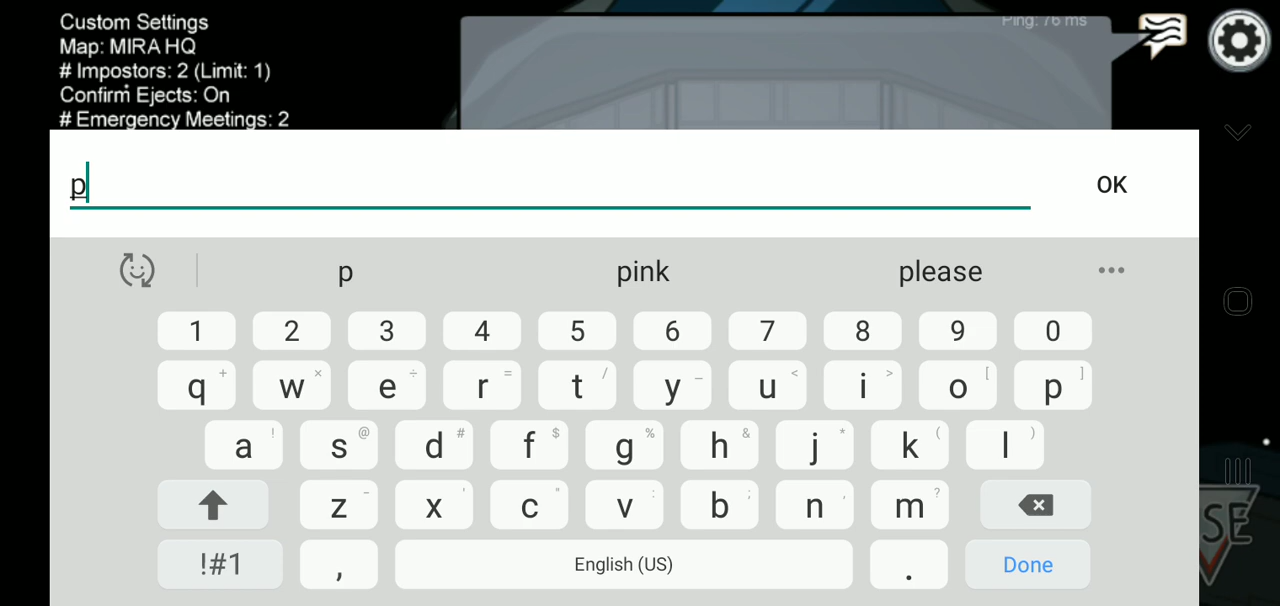 Custom Settings
Map: MIRA HQ
# Impostors: 2 (Limit: 1)
Confirm Ejects: On
# Emergency Meetings: 2
Ping: 76 ms
p
OK
p pink please
1 2 3 4 5 6 7 8 9 0
q + w × e ÷ r = t / y _ u < i > o [ p ]
a ! s @ d # f $ g % h & j * k ( l )
z - x ' c " v : b ; n , m ?
!#1 , English (US) . Done
SE